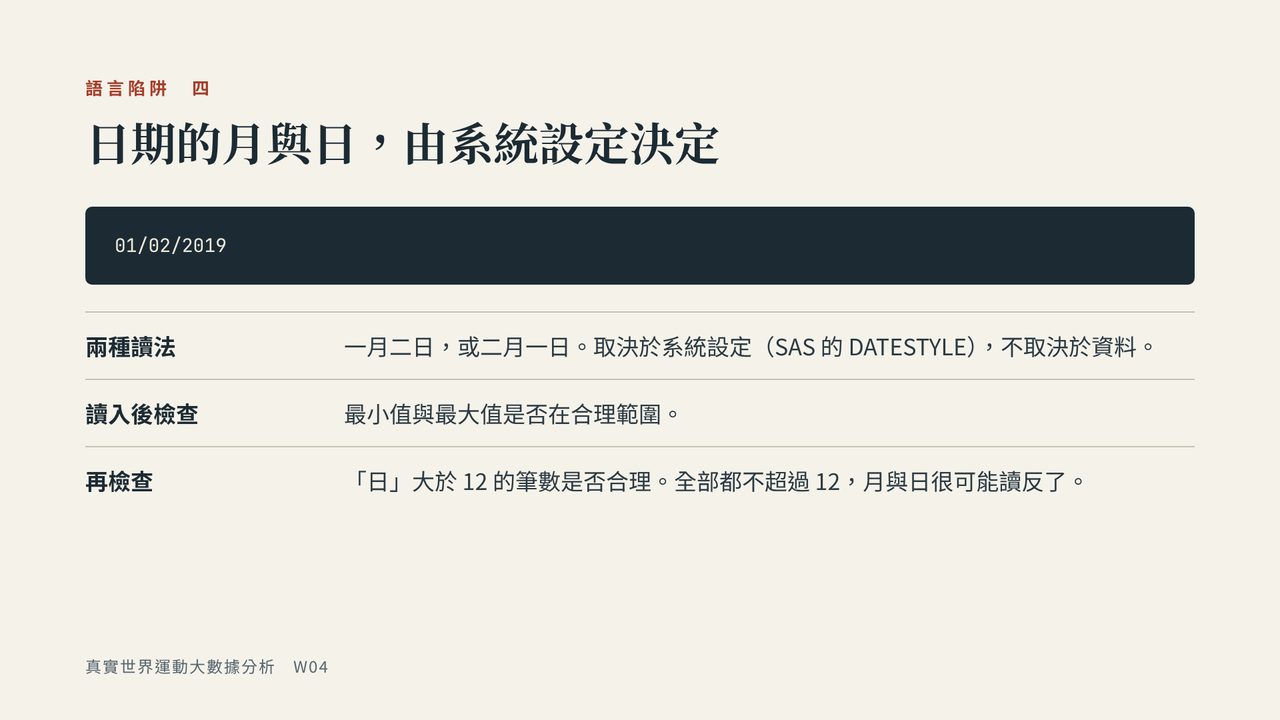 語言陷阱　四
日期的月與日，由系統設定決定
01/02/2019
兩種讀法　一月二日，或二月一日。取決於系統設定（SAS 的 DATESTYLE），不取決於資料。
讀入後檢查　最小值與最大值是否在合理範圍。
再檢查　「日」大於 12 的筆數是否合理。全部都不超過 12，月與日很可能讀反了。
真實世界運動大數據分析　W04